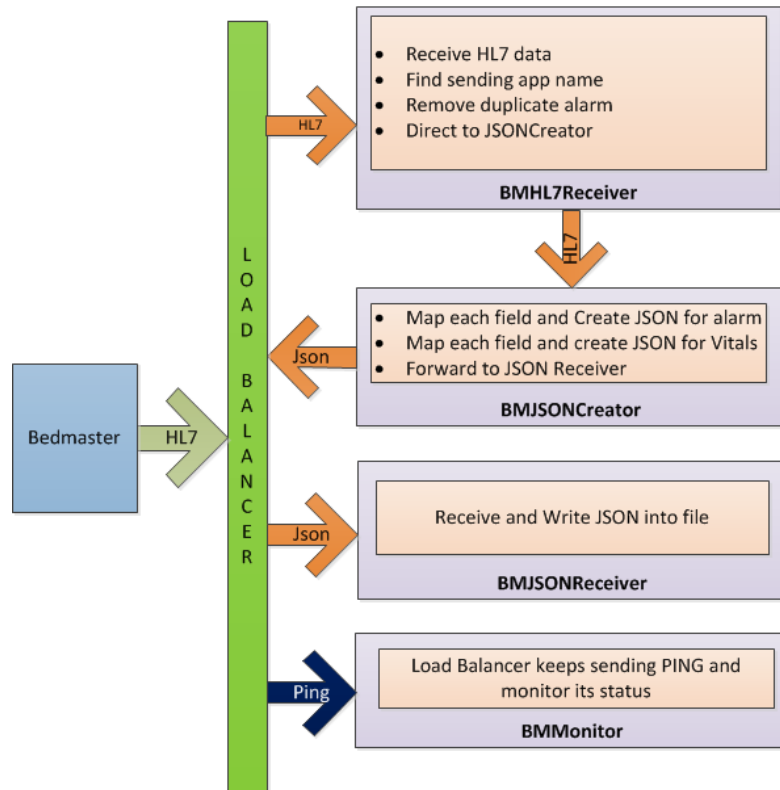 HL7
• Receive HL7 data
• Find sending app name
• Remove duplicate alarm
• Direct to JSONCreator
BMHL7Receiver
HL7
LOAD BALANCER
Json
• Map each field and Create JSON for alarm
• Map each field and create JSON for Vitals
• Forward to JSON Receiver
BMJSONCreator
Bedmaster
HL7
Json
Receive and Write JSON into file
BMJSONReceiver
Ping
Load Balancer keeps sending PING and
monitor its status
BMMonitor